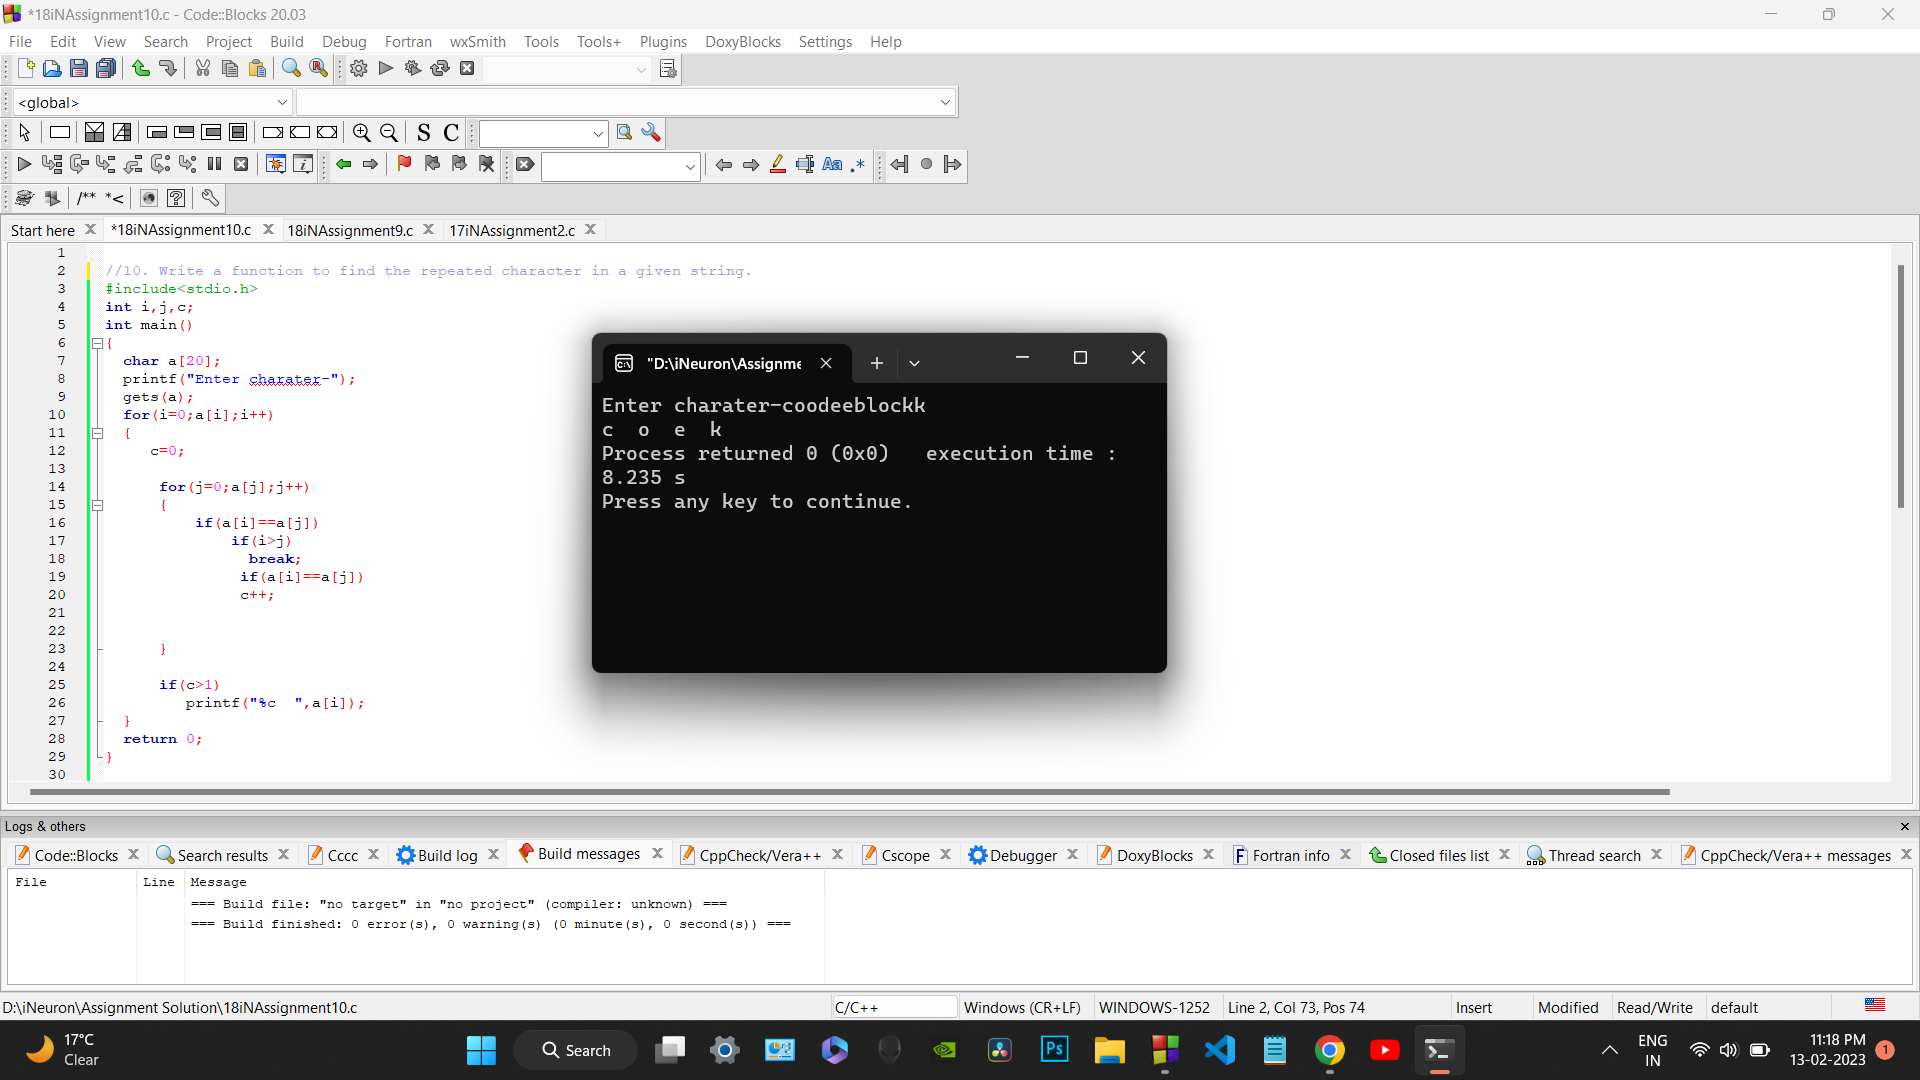 *18iNAssignment10.c - Code::Blocks 20.03
File Edit View Search Project Build Debug Fortran wxSmith Tools Tools+ Plugins DoxyBlocks Settings Help
<global>
S C
/** *<
Start here *18iNAssignment10.c 18iNAssignment9.c 17iNAssignment2.c
1
2 //10. Write a function to find the repeated character in a given string.
3 #include<stdio.h>
4 int i,j,c;
5 int main()
6 {
7 char a[20];
8 printf("Enter charater-");
9 gets(a);
10 for(i=0;a[i];i++)
11 {
12 c=0;
13
14 for(j=0;a[j];j++)
15 {
16 if(a[i]==a[j])
17 if(i>j)
18 break;
19 if(a[i]==a[j])
20 c++;
21
22
23 }
24
25 if(c>1)
26 printf("%c  ",a[i]);
27 }
28 return 0;
29 }
30
"D:\iNeuron\Assignme
Enter charater-coodeeblockk
c  o  e  k
Process returned 0 (0x0)   execution time :
8.235 s
Press any key to continue.
Logs & others
Code::Blocks Search results Cccc Build log Build messages CppCheck/Vera++ Cscope Debugger DoxyBlocks Fortran info Closed files list Thread search CppCheck/Vera++ messages
File Line Message
=== Build file: "no target" in "no project" (compiler: unknown) ===
=== Build finished: 0 error(s), 0 warning(s) (0 minute(s), 0 second(s)) ===
D:\iNeuron\Assignment Solution\18iNAssignment10.c C/C++ Windows (CR+LF) WINDOWS-1252 Line 2, Col 73, Pos 74 Insert Modified Read/Write default
17°C
Clear
Search
Ps
ENG
IN
11:18 PM
13-02-2023
1